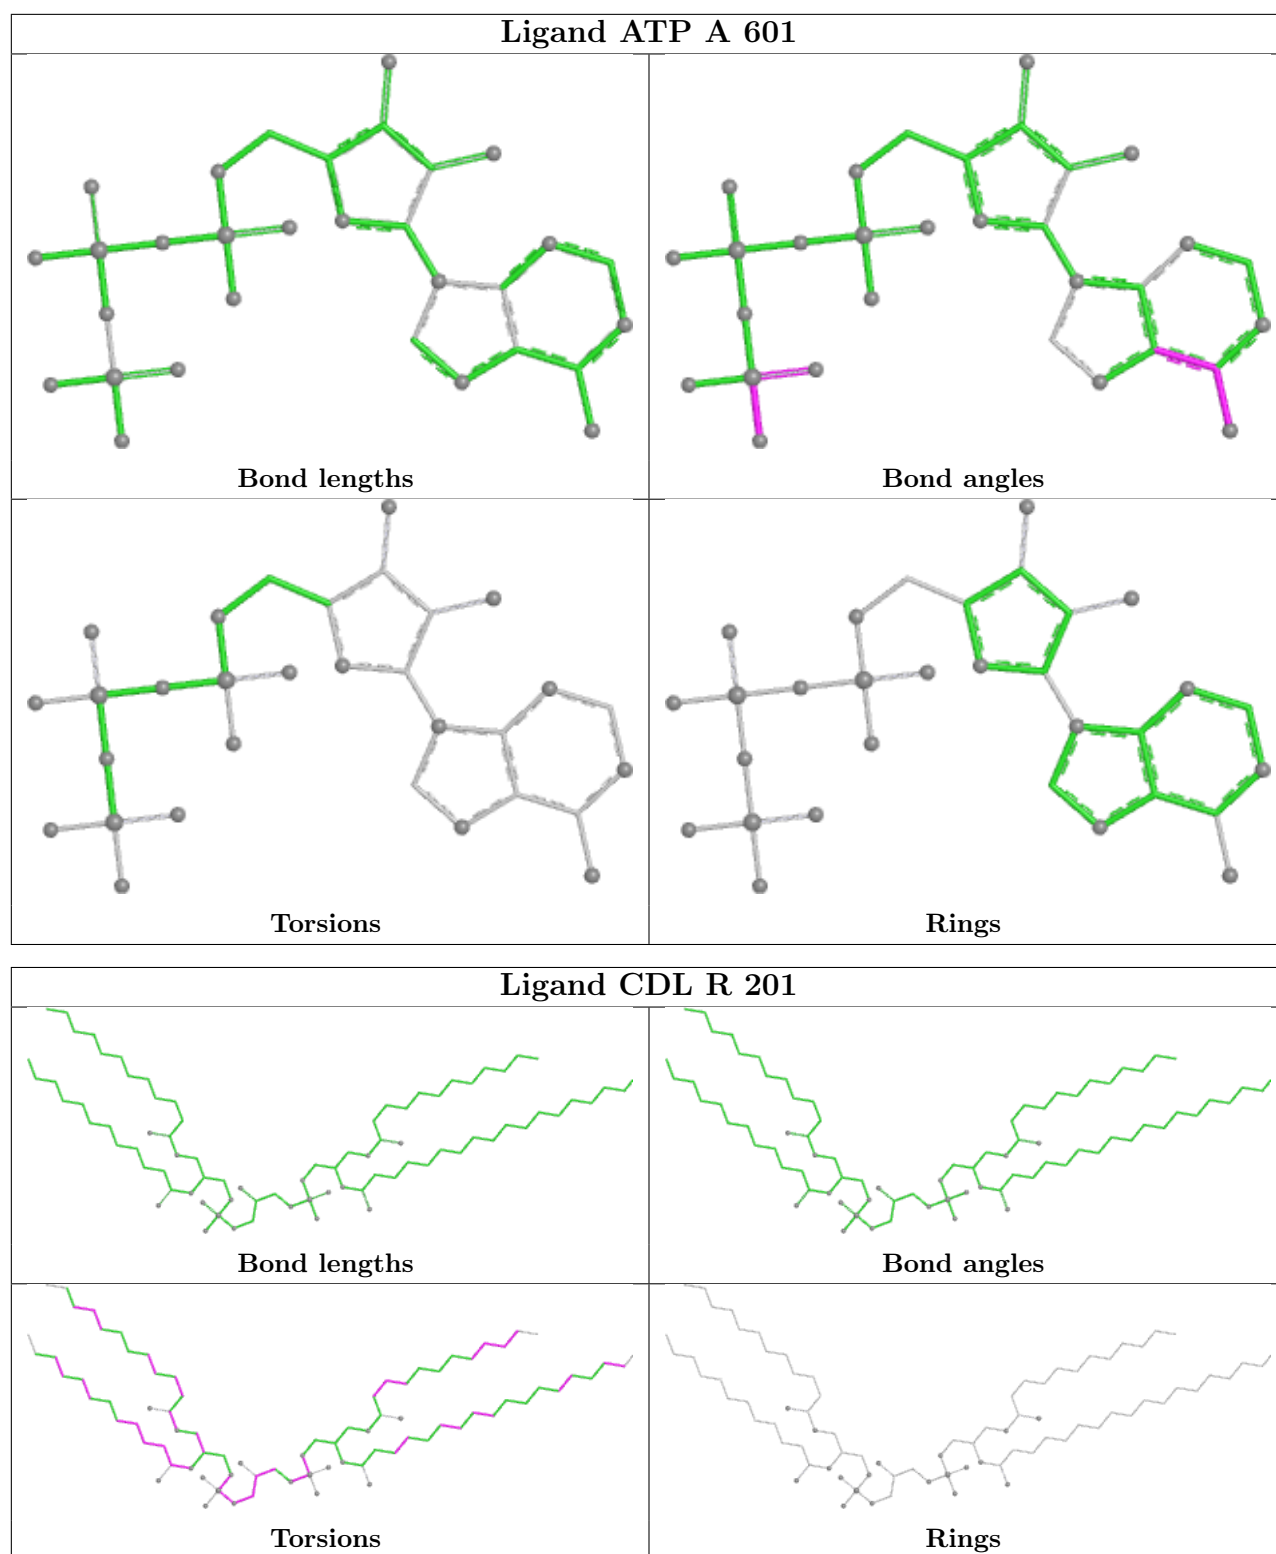 Ligand ATP A 601
Bond lengths
Bond angles
Torsions
Rings
Ligand CDL R 201
Bond lengths
Bond angles
Torsions
Rings